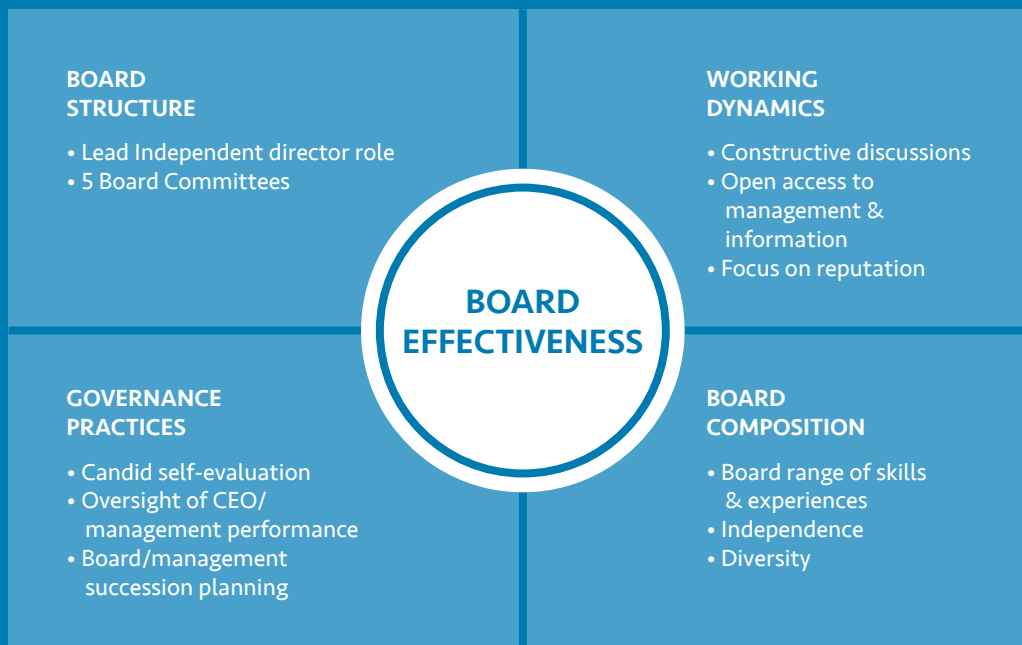 BOARD
STRUCTURE
• Lead Independent director role
• 5 Board Committees
WORKING
DYNAMICS
• Constructive discussions
• Open access to
management &
information
• Focus on reputation
BOARD
EFFECTIVENESS
GOVERNANCE
PRACTICES
• Candid self-evaluation
• Oversight of CEO/
management performance
• Board/management
succession planning
BOARD
COMPOSITION
• Board range of skills
& experiences
• Independence
• Diversity